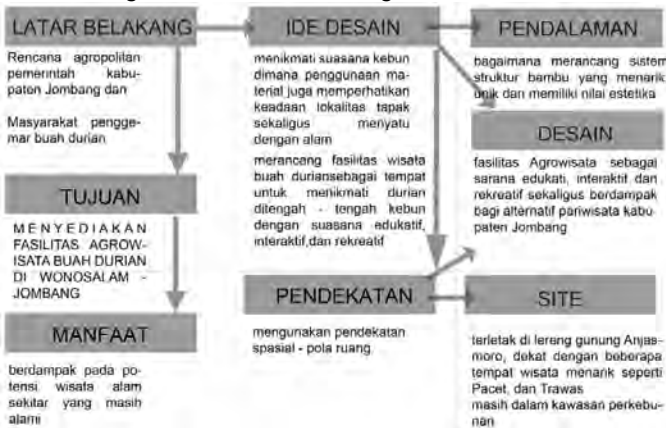 LATAR BELAKANG
Rencana agropolitan
pemerintah kabu-
paten Jombang dan
Masyarakat pengge-
mar buah durian
TUJUAN
MENYEDIAKAN
FASILITAS AGROW-
ISATA BUAH DURIAN
DI WONOSALAM -
JOMBANG
MANFAAT
berdampak pada po-
tensi wisata alam
sekitar yang masih
alami
IDE DESAIN
menikmati suasana kebun
dimana penggunaan ma-
terial juga memperhatikan
keadaan lokalitas tapak
sekaligus menyatu
dengan alam
merancang fasilitas wisata
buah duriansebagai tempat
untuk menikmati durian
ditengah - tengah kebun
dengan suasana edukatif,
interaktif,dan rekreatif
PENDEKATAN
mengunakan pendekatan
spasial - pola ruang
PENDALAMAN
bagaimana merancang sistem
struktur bambu yang menarik
unik dan memiliki nilai estetika
DESAIN
fasilitas Agrowisata sebagai
sarana edukati, interaktif dan
rekreatif sekaligus berdampak
bagi alternatif pariwisata kabu-
paten Jombang
SITE
terletak di lereng gunung Anjas-
moro, dekat dengan beberapa
tempat wisata menarik seperti
Pacet, dan Trawas
masih dalam kawasan perkebu-
nan